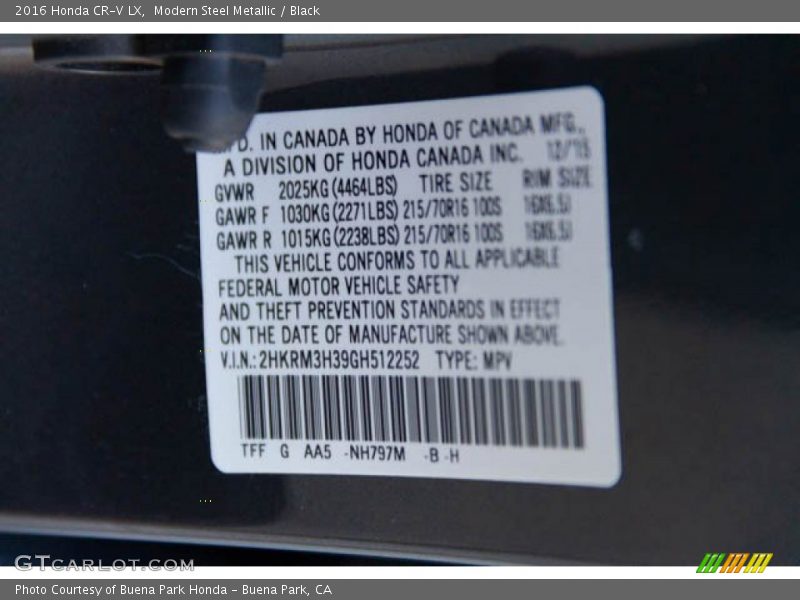 2016 Honda CR-V LX, Modern Steel Metallic / Black
D. IN CANADA BY HONDA OF CANADA MFG.,
A DIVISION OF HONDA CANADA INC. 12/15
GVWR 2025KG (4464LBS) TIRE SIZE RIM SIZE
GAWR F 1030KG (2271LBS) 215/70R16 100S 16X6.5J
GAWR R 1015KG (2238LBS) 215/70R16 100S 16X6.5J
THIS VEHICLE CONFORMS TO ALL APPLICABLE
FEDERAL MOTOR VEHICLE SAFETY
AND THEFT PREVENTION STANDARDS IN EFFECT
ON THE DATE OF MANUFACTURE SHOWN ABOVE.
V.I.N.: 2HKRM3H39GH512252 TYPE: MPV
TFF G AA5 -NH797M -B -H
GTCARLOT.COM
Photo Courtesy of Buena Park Honda - Buena Park, CA